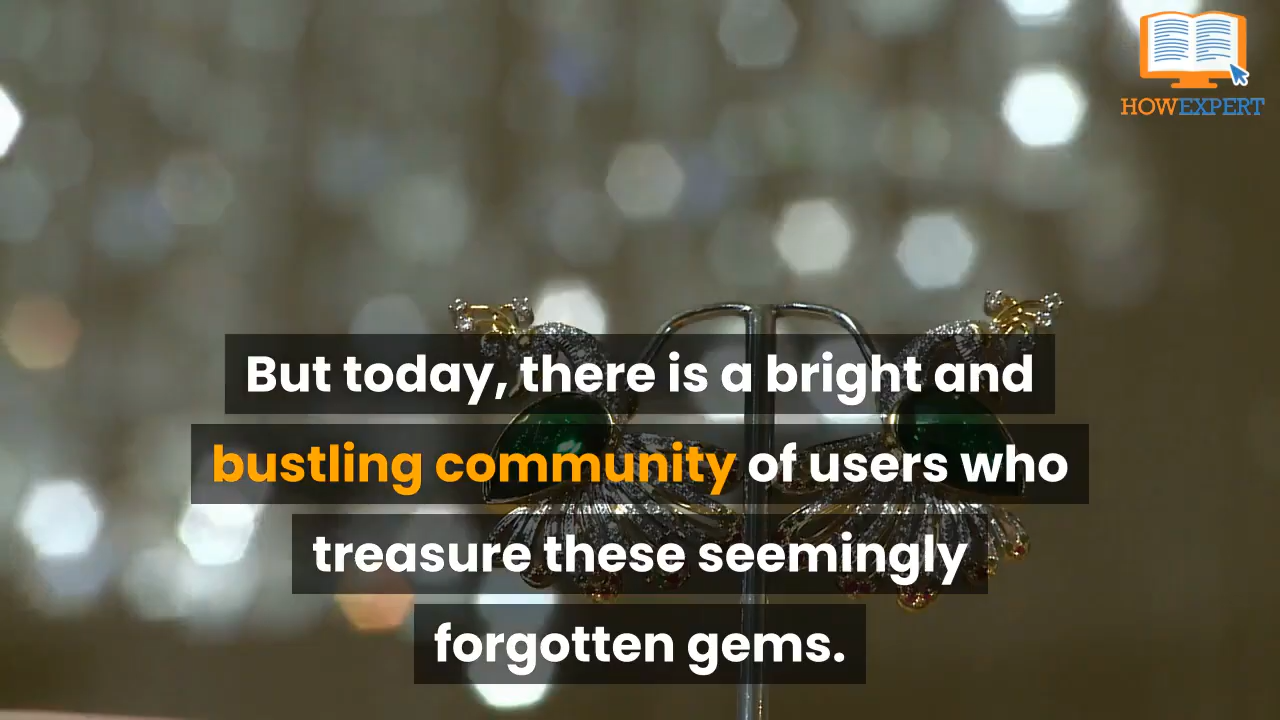 HOWEXPERT
But today, there is a bright and
bustling community of users who
treasure these seemingly
forgotten gems.